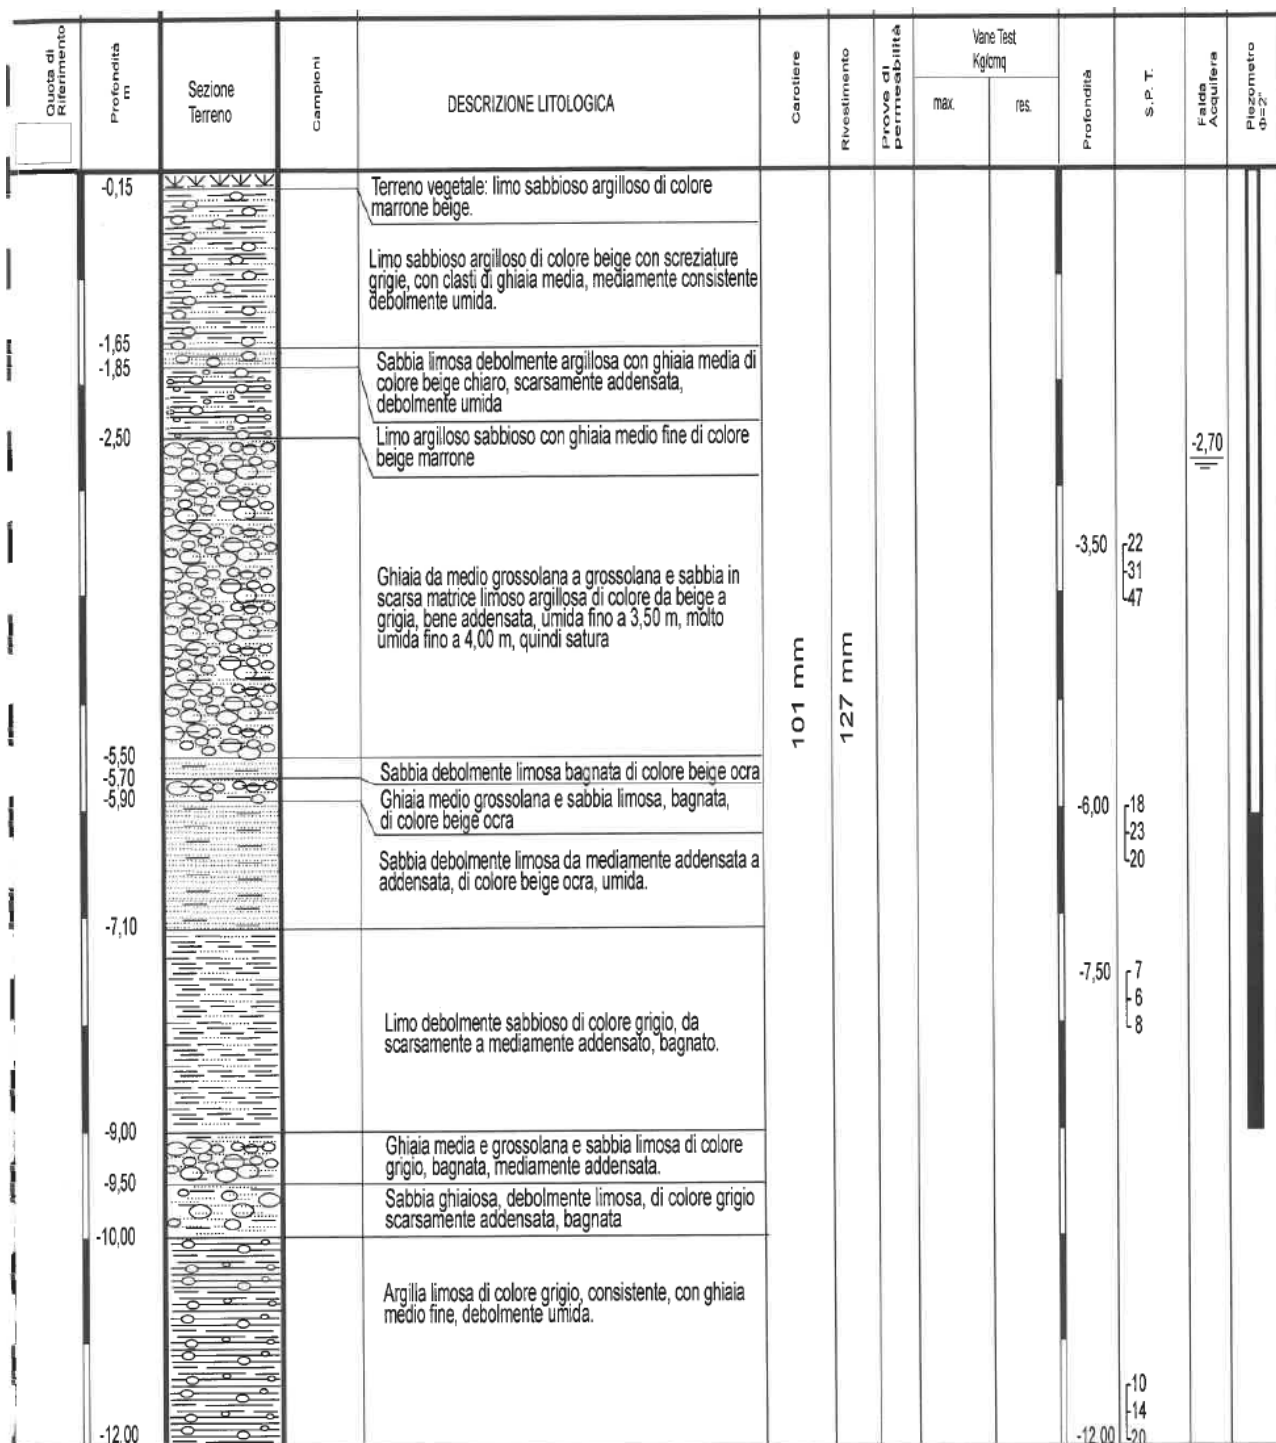 Quota di
Riferimento
Profondità
m
Sezione
Terreno
Campioni
DESCRIZIONE LITOLOGICA
Carotiere
Rivestimento
Prova di
permeabilità
Vane Test
Kg/cmq
max.
res.
Profondità
S.P.T.
Falda
Acquifera
Piezometro
Φ=2"
-0,15
Terreno vegetale: limo sabbioso argilloso di colore
marrone beige.
Limo sabbioso argilloso di colore beige con screziature
grigie, con clasti di ghiaia media, mediamente consistente
debolmente umida.
-1,65
-1,85
Sabbia limosa debolmente argillosa con ghiaia media di
colore beige chiaro, scarsamente addensata,
debolmente umida
-2,50
Limo argilloso sabbioso con ghiaia medio fine di colore
beige marrone
-2,70
Ghiaia da medio grossolana a grossolana e sabbia in
scarsa matrice limoso argillosa di colore da beige a
grigia, bene addensata, umida fino a 3,50 m, molto
umida fino a 4,00 m, quindi satura
-3,50
-22
-31
-47
101 mm
127 mm
-5,50
-5,70
-5,90
Sabbia debolmente limosa bagnata di colore beige ocra
Ghiaia medio grossolana e sabbia limosa, bagnata,
di colore beige ocra
-6,00
-18
-23
-20
Sabbia debolmente limosa da mediamente addensata a
addensata, di colore beige ocra, umida.
-7,10
-7,50
-7
-6
-8
Limo debolmente sabbioso di colore grigio, da
scarsamente a mediamente addensato, bagnato.
-9,00
Ghiaia media e grossolana e sabbia limosa di colore
grigio, bagnata, mediamente addensata.
-9,50
Sabbia ghiaiosa, debolmente limosa, di colore grigio
scarsamente addensata, bagnata
-10,00
Argilla limosa di colore grigio, consistente, con ghiaia
medio fine, debolmente umida.
-12,00
-12,00
-10
-14
-20